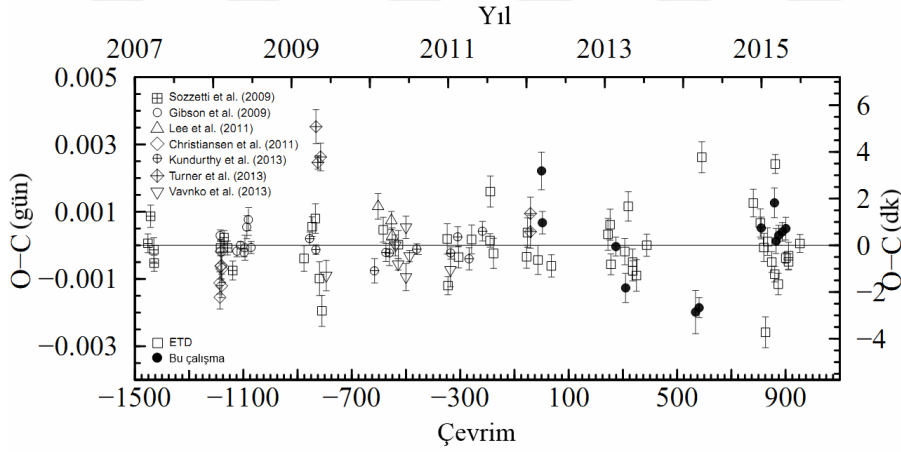 Yıl
2007 2009 2011 2013 2015
0.005
0.003
0.001
−0.001
−0.003
O−C (gün)
Sozzetti et al. (2009)
Gibson et al. (2009)
Lee et al. (2011)
Christiansen et al. (2011)
Kundurthy et al. (2013)
Turner et al. (2013)
Vavnko et al. (2013)
ETD
Bu çalışma
6
4
2
0
−2
−4
O−C (dk)
−1500 −1100 −700 −300 100 500 900
Çevrim